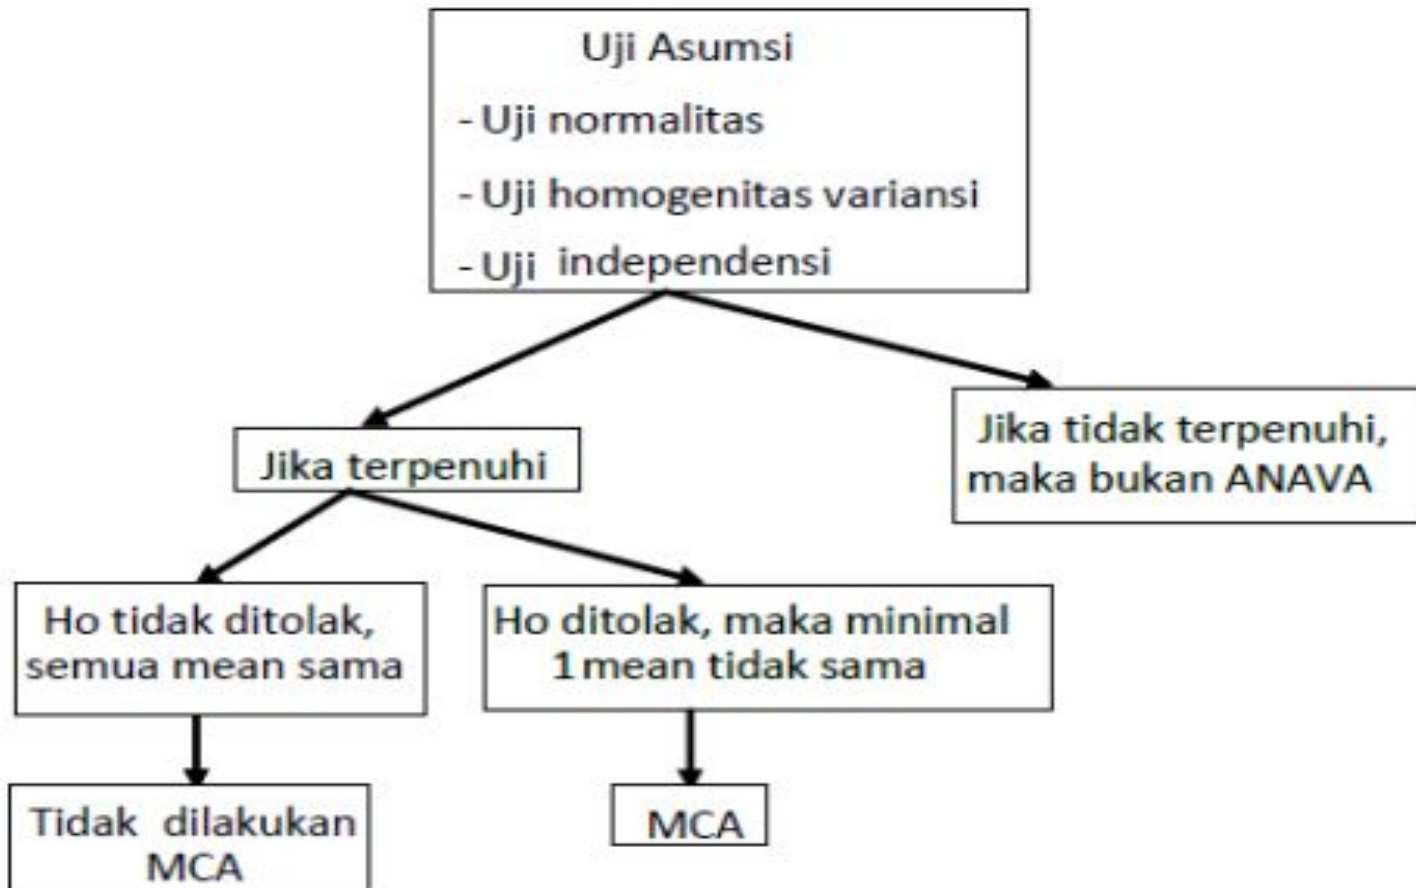 Uji Asumsi
- Uji normalitas
- Uji homogenitas variansi
- Uji independensi
Jika terpenuhi
Jika tidak terpenuhi,
maka bukan ANAVA
Ho tidak ditolak,
semua mean sama
Ho ditolak, maka minimal
1 mean tidak sama
Tidak dilakukan
MCA
MCA